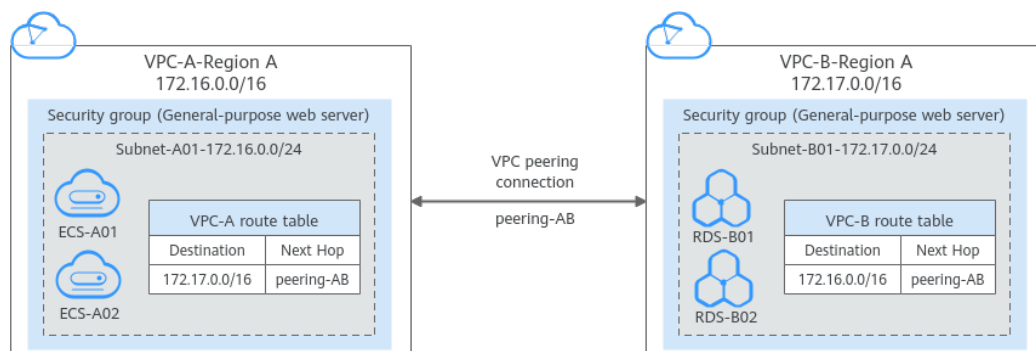 VPC-A-Region A
172.16.0.0/16
Security group (General-purpose web server)
Subnet-A01-172.16.0.0/24
ECS-A01
ECS-A02
VPC-A route table
Destination Next Hop
172.17.0.0/16 peering-AB
VPC peering
connection
peering-AB
VPC-B-Region A
172.17.0.0/16
Security group (General-purpose web server)
Subnet-B01-172.17.0.0/24
RDS-B01
RDS-B02
VPC-B route table
Destination Next Hop
172.16.0.0/16 peering-AB